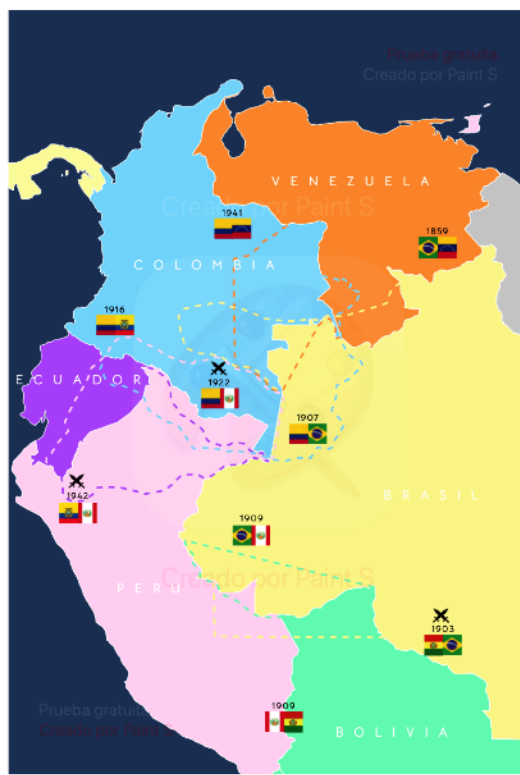 Prueba gratuita
Creado por Paint S
VENEZUELA
Creado por Paint S
1941
1859
COLOMBIA
1916
ECUADOR
1922
1907
1942
BRASIL
1909
Creado por Paint S
PERÚ
1903
Prueba gratuita
1909
Creado por Paint S
BOLIVIA